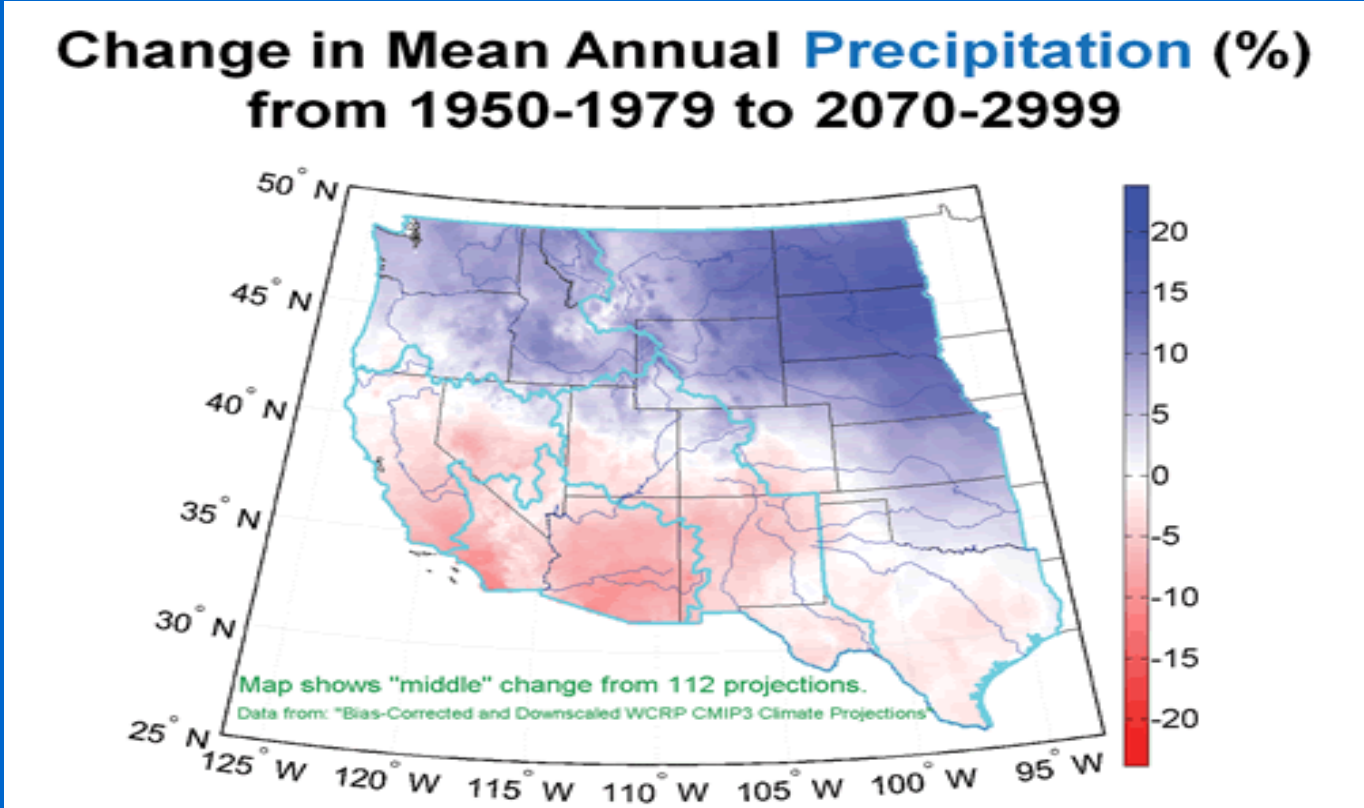 Change in Mean Annual Precipitation (%)
from 1950-1979 to 2070-2999
50° N
45° N
40° N
35° N
30° N
25° N
125° W
120° W
115° W
110° W
105° W
100° W
95° W
20
15
10
5
0
-5
-10
-15
-20
Map shows "middle" change from 112 projections.
Data from: "Bias-Corrected and Downscaled WCRP CMIP3 Climate Projections"